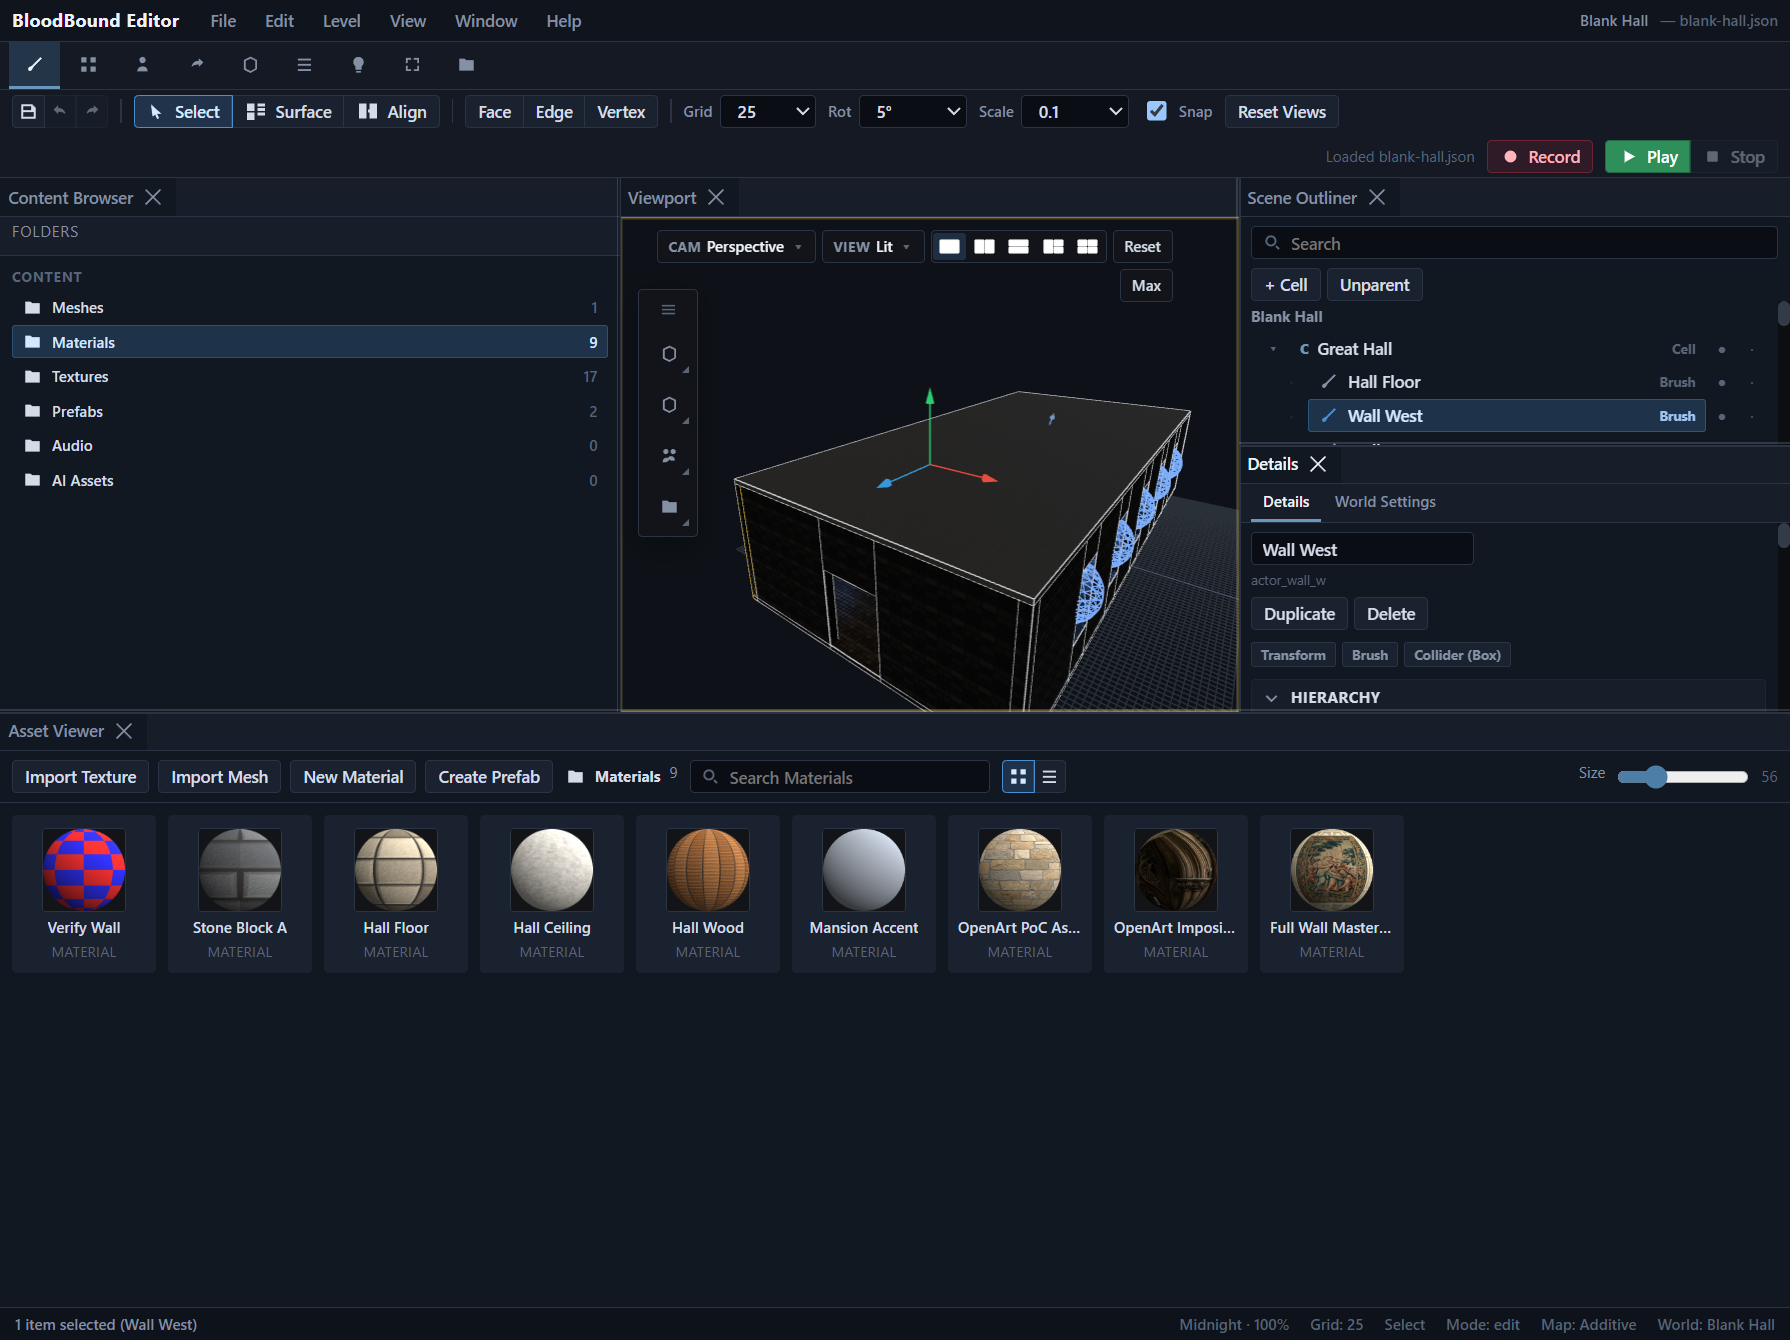 BloodBound Editor File Edit Level View Window Help Blank Hall — blank-hall.json
Select Surface Align Face Edge Vertex Grid 25 Rot 5° Scale 0.1 Snap Reset Views
Loaded blank-hall.json Record Play Stop
Content Browser
FOLDERS
CONTENT
Meshes 1
Materials 9
Textures 17
Prefabs 2
Audio 0
AI Assets 0
Viewport
CAM Perspective VIEW Lit Reset
Max
Scene Outliner
Search
+ Cell Unparent
Blank Hall
C Great Hall Cell
Hall Floor Brush
Wall West Brush
Details
Details World Settings
Wall West
actor_wall_w
Duplicate Delete
Transform Brush Collider (Box)
HIERARCHY
Asset Viewer
Import Texture Import Mesh New Material Create Prefab Materials 9 Search Materials Size 56
Verify Wall
MATERIAL
Stone Block A
MATERIAL
Hall Floor
MATERIAL
Hall Ceiling
MATERIAL
Hall Wood
MATERIAL
Mansion Accent
MATERIAL
OpenArt PoC As...
MATERIAL
OpenArt Imposi...
MATERIAL
Full Wall Master...
MATERIAL
1 item selected (Wall West) Midnight · 100% Grid: 25 Select Mode: edit Map: Additive World: Blank Hall